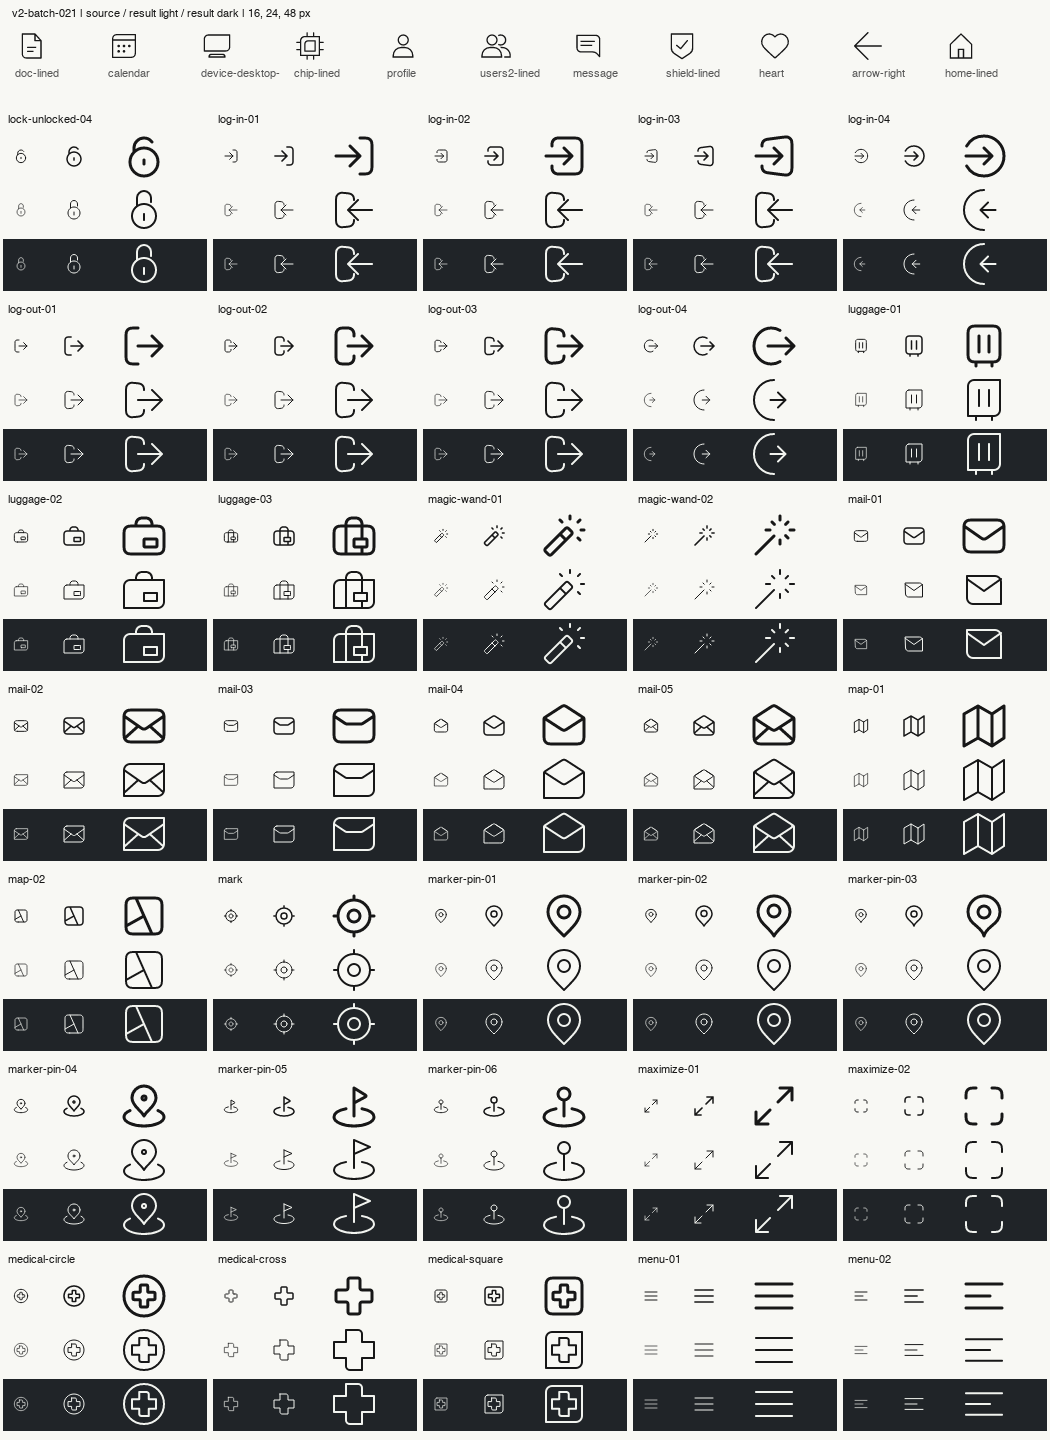 v2-batch-021 | source / result light / result dark | 16, 24, 48 px
doc-lined calendar device-desktop- chip-lined profile users2-lined message shield-lined heart arrow-right home-lined
lock-unlocked-04 log-in-01 log-in-02 log-in-03 log-in-04
log-out-01 log-out-02 log-out-03 log-out-04 luggage-01
luggage-02 luggage-03 magic-wand-01 magic-wand-02 mail-01
mail-02 mail-03 mail-04 mail-05 map-01
map-02 mark marker-pin-01 marker-pin-02 marker-pin-03
marker-pin-04 marker-pin-05 marker-pin-06 maximize-01 maximize-02
medical-circle medical-cross medical-square menu-01 menu-02